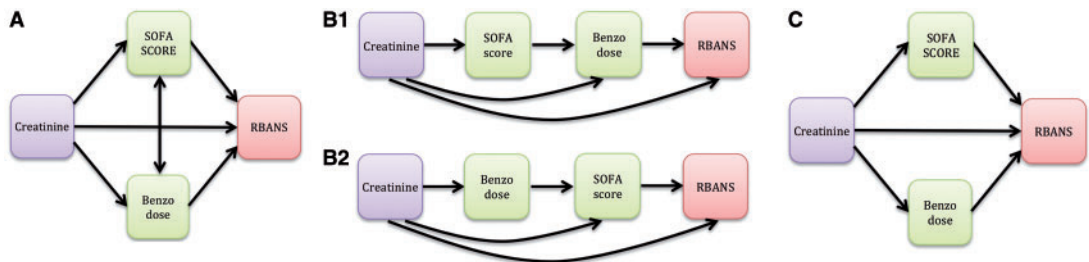 A
SOFA
SCORE
Creatinine
RBANS
Benzo
dose
B1
Creatinine
SOFA
score
Benzo
dose
RBANS
B2
Creatinine
Benzo
dose
SOFA
score
RBANS
C
SOFA
SCORE
Creatinine
RBANS
Benzo
dose